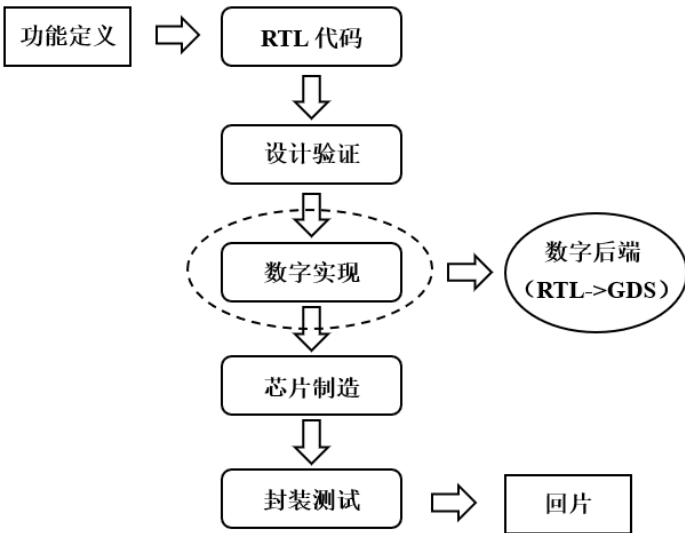 功能定义
RTL 代码
设计验证
数字实现
数字后端
（RTL->GDS）
芯片制造
封装测试
回片